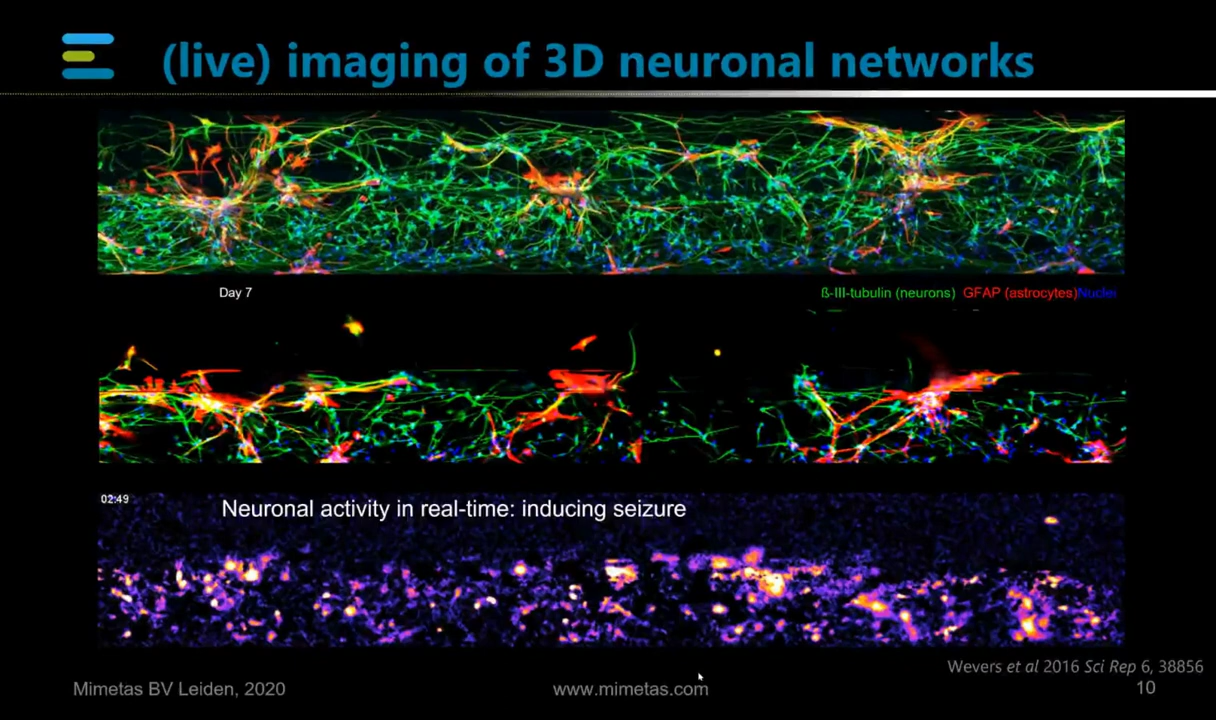 (live) imaging of 3D neuronal networks
Day 7
ß-III-tubulin (neurons) GFAP (astrocytes)Nuclei
02:49
Neuronal activity in real-time: inducing seizure
Wevers et al 2016 Sci Rep 6, 38856
Mimetas BV Leiden, 2020
www.mimetas.com
10